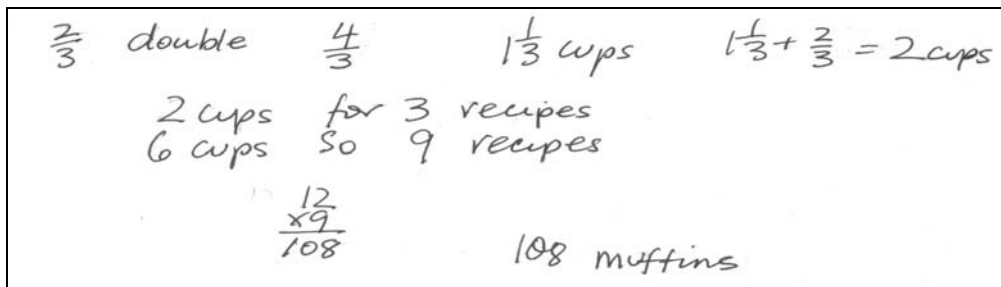 2/3 double 4/3 1 1/3 cups 1 1/3 + 2/3 = 2 cups
2 cups for 3 recipes
6 cups so 9 recipes
12
x9
108
108 muffins